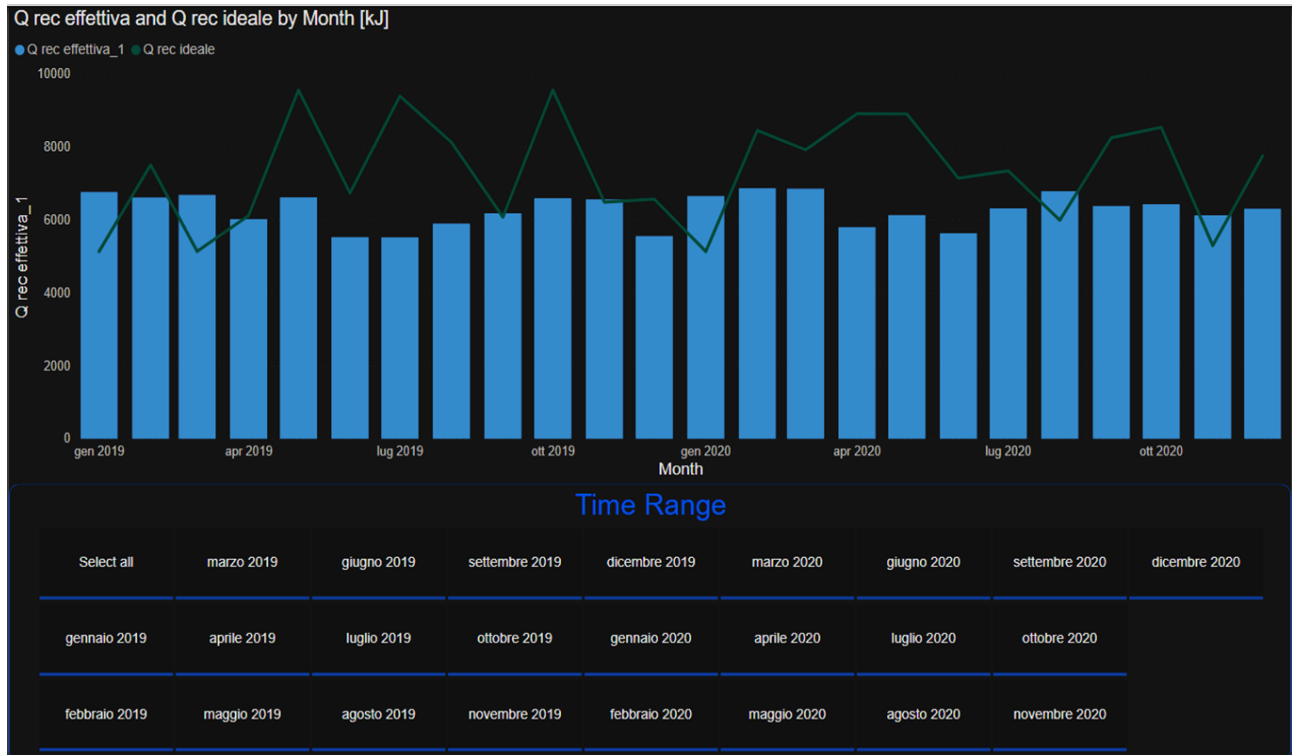 Q rec effettiva and Q rec ideale by Month [kJ]
Q rec effettiva_1 Q rec ideale
10000
8000
6000
4000
2000
0
Q rec effettiva_1
gen 2019 apr 2019 lug 2019 ott 2019 gen 2020 apr 2020 lug 2020 ott 2020
Month
Time Range
Select all marzo 2019 giugno 2019 settembre 2019 dicembre 2019 marzo 2020 giugno 2020 settembre 2020 dicembre 2020
gennaio 2019 aprile 2019 luglio 2019 ottobre 2019 gennaio 2020 aprile 2020 luglio 2020 ottobre 2020
febbraio 2019 maggio 2019 agosto 2019 novembre 2019 febbraio 2020 maggio 2020 agosto 2020 novembre 2020